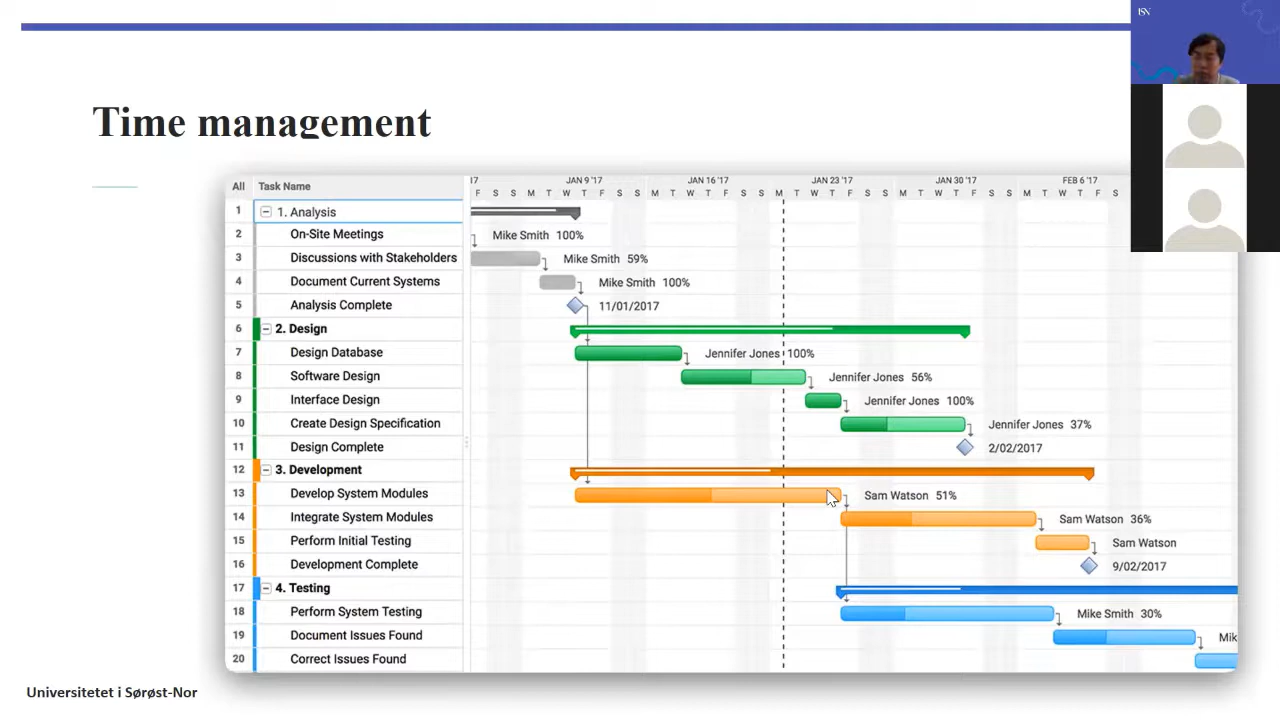 ISN
Time management
All Task Name 17 JAN 9 '17 JAN 16 '17 JAN 23 '17 JAN 30 '17 FEB 6 '17
F S S M T W T F S S M T W T F S S M T W T F S S M T W T F S S M T W T F S
1 1. Analysis
2 On-Site Meetings Mike Smith 100%
3 Discussions with Stakeholders Mike Smith 59%
4 Document Current Systems Mike Smith 100%
5 Analysis Complete 11/01/2017
6 2. Design
7 Design Database Jennifer Jones 100%
8 Software Design Jennifer Jones 56%
9 Interface Design Jennifer Jones 100%
10 Create Design Specification Jennifer Jones 37%
11 Design Complete 2/02/2017
12 3. Development
13 Develop System Modules Sam Watson 51%
14 Integrate System Modules Sam Watson 36%
15 Perform Initial Testing Sam Watson
16 Development Complete 9/02/2017
17 4. Testing
18 Perform System Testing Mike Smith 30%
19 Document Issues Found Mik
20 Correct Issues Found
Universitetet i Sørøst-Nor